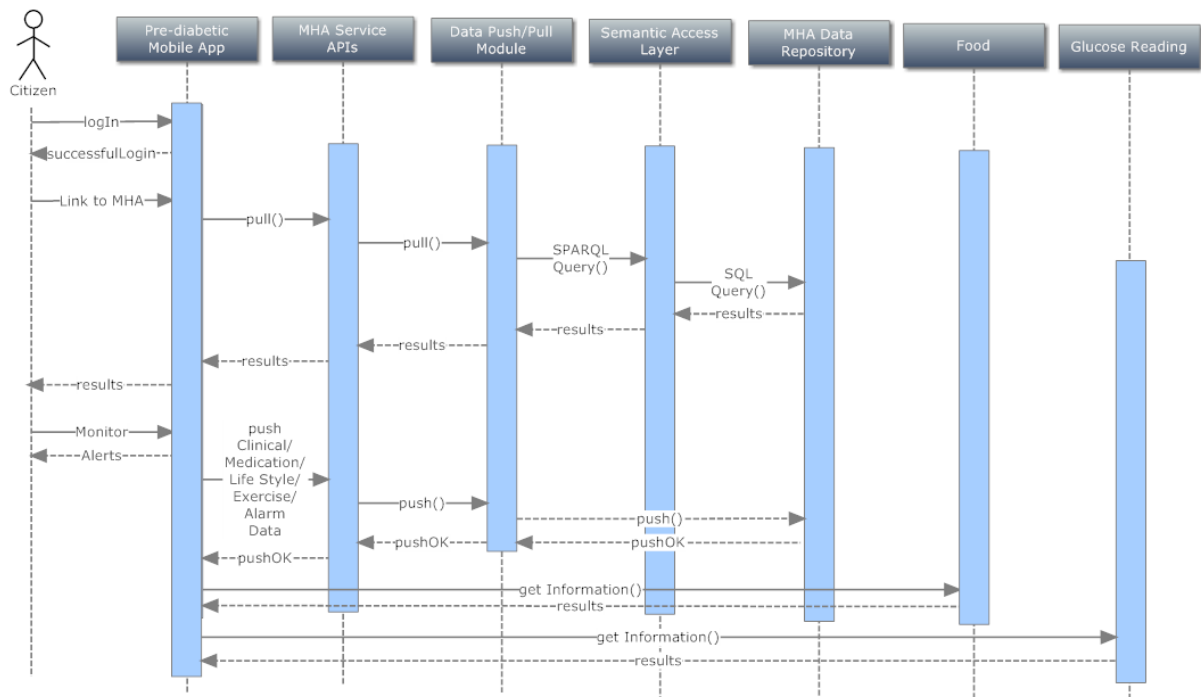 Pre-diabetic
Mobile App
MHA Service
APIs
Data Push/Pull
Module
Semantic Access
Layer
MHA Data
Repository
Food
Glucose Reading
Citizen
logIn
successfulLogin
Link to MHA
pull()
pull()
SPARQL
Query()
SQL
Query()
results
results
results
results
results
Monitor
Alerts
push
Clinical/
Medication/
Life Style/
Exercise/
Alarm
Data
push()
push()
pushOK
pushOK
pushOK
get Information()
results
get Information()
results